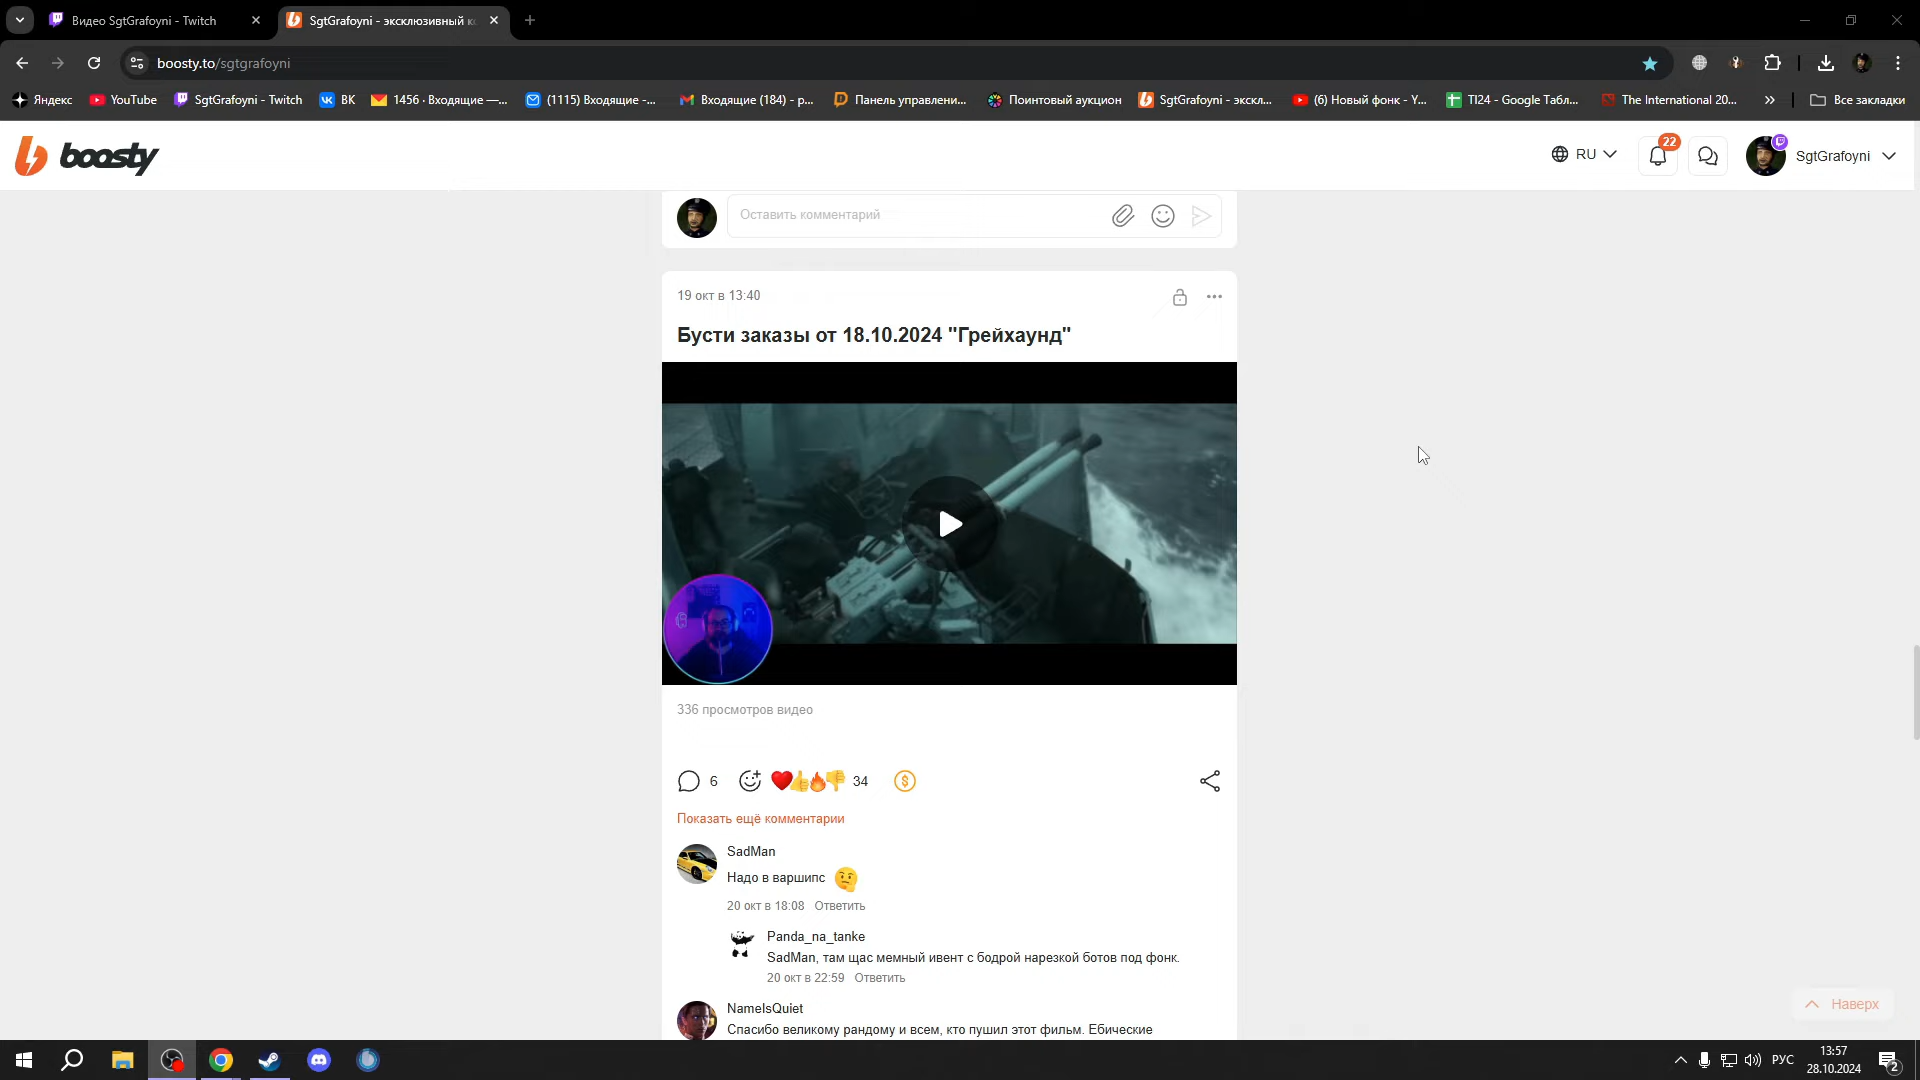 Видео SgtGrafoyni - Twitch
SgtGrafoyni - эксклюзивный к
boosty.to/sgtgrafoyni
Яндекс
YouTube
SgtGrafoyni - Twitch
ВК
1456 · Входящие —...
(1115) Входящие -...
Входящие (184) - p...
Панель управлени...
Поинтовый аукцион
SgtGrafoyni - экскл...
(6) Новый фонк - Y...
TI24 - Google Табл...
The International 20...
Все закладки
boosty
RU
22
SgtGrafoyni
Оставить комментарий
19 окт в 13:40
Бусти заказы от 18.10.2024 "Грейхаунд"
336 просмотров видео
6
34
Показать ещё комментарии
SadMan
Надо в варшипс
20 окт в 18:08 Ответить
Panda_na_tanke
SadMan, там щас мемный ивент с бодрой нарезкой ботов под фонк.
20 окт в 22:59 Ответить
NameIsQuiet
Спасибо великому рандому и всем, кто пушил этот фильм. Ебические
Наверх
РУС
13:57
28.10.2024
2